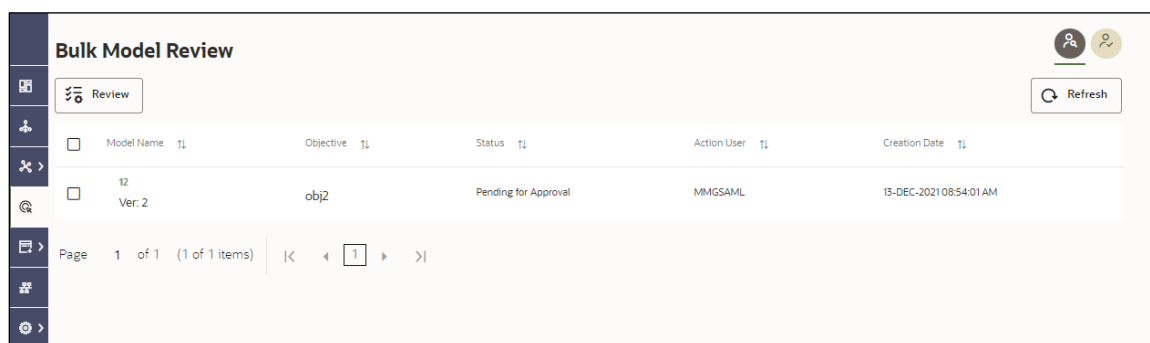 Bulk Model Review
Review
Refresh
Model Name Objective Status Action User Creation Date
12
Ver: 2 obj2 Pending for Approval MMGSAML 13-DEC-2021 08:54:01 AM
Page 1 of 1 (1 of 1 items) 1